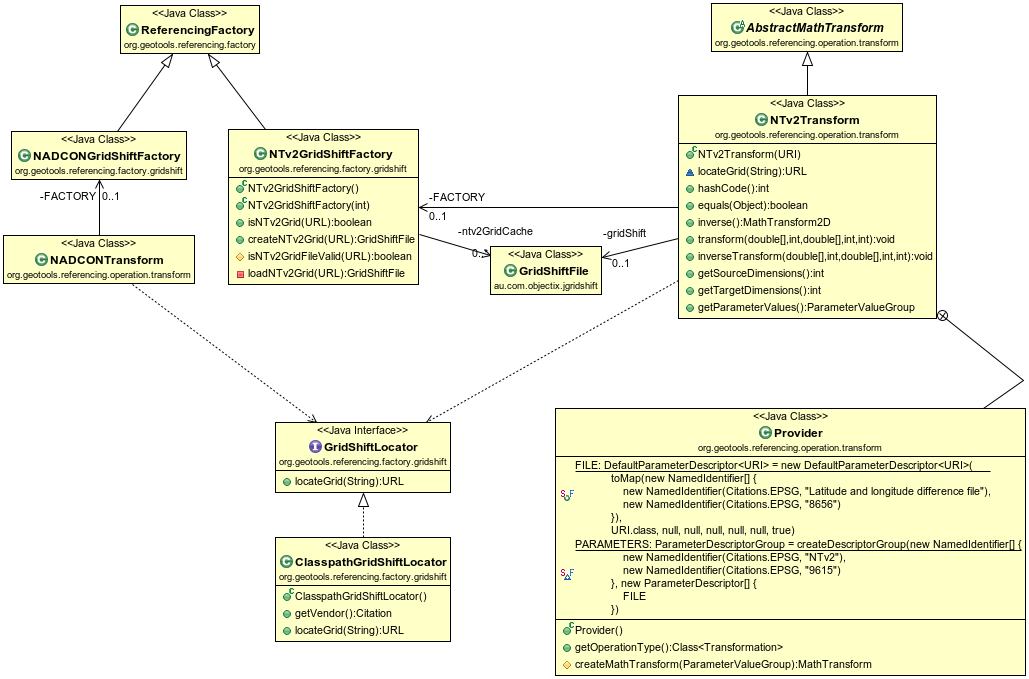 <<Java Class>>
ReferencingFactory
org.geotools.referencing.factory
<<Java Class>>
AbstractMathTransform
org.geotools.referencing.operation.transform
<<Java Class>>
NADCONGridShiftFactory
org.geotools.referencing.factory.gridshift
<<Java Class>>
NTv2GridShiftFactory
org.geotools.referencing.factory.gridshift
NTv2GridShiftFactory()
NTv2GridShiftFactory(int)
isNTv2Grid(URL):boolean
createNTv2Grid(URL):GridShiftFile
isNTv2GridFileValid(URL):boolean
loadNTv2Grid(URL):GridShiftFile
<<Java Class>>
NTv2Transform
org.geotools.referencing.operation.transform
NTv2Transform(URI)
locateGrid(String):URL
hashCode():int
equals(Object):boolean
inverse():MathTransform2D
transform(double[],int,double[],int,int):void
inverseTransform(double[],int,double[],int,int):void
getSourceDimensions():int
getTargetDimensions():int
getParameterValues():ParameterValueGroup
-FACTORY 0..1
-FACTORY
0..1
-ntv2GridCache
0..
-gridShift
0..1
<<Java Class>>
NADCONTransform
org.geotools.referencing.operation.transform
<<Java Class>>
GridShiftFile
au.com.objectix.jgridshift
<<Java Interface>>
GridShiftLocator
org.geotools.referencing.factory.gridshift
locateGrid(String):URL
<<Java Class>>
ClasspathGridShiftLocator
org.geotools.referencing.factory.gridshift
ClasspathGridShiftLocator()
getVendor():Citation
locateGrid(String):URL
<<Java Class>>
Provider
org.geotools.referencing.operation.transform
FILE: DefaultParameterDescriptor<URI> = new DefaultParameterDescriptor<URI>(
toMap(new NamedIdentifier[] {
new NamedIdentifier(Citations.EPSG, "Latitude and longitude difference file"),
new NamedIdentifier(Citations.EPSG, "8656")
}),
URI.class, null, null, null, null, null, true)
PARAMETERS: ParameterDescriptorGroup = createDescriptorGroup(new NamedIdentifier[] {
new NamedIdentifier(Citations.EPSG, "NTv2"),
new NamedIdentifier(Citations.EPSG, "9615")
}, new ParameterDescriptor[] {
FILE
})
Provider()
getOperationType():Class<Transformation>
createMathTransform(ParameterValueGroup):MathTransform